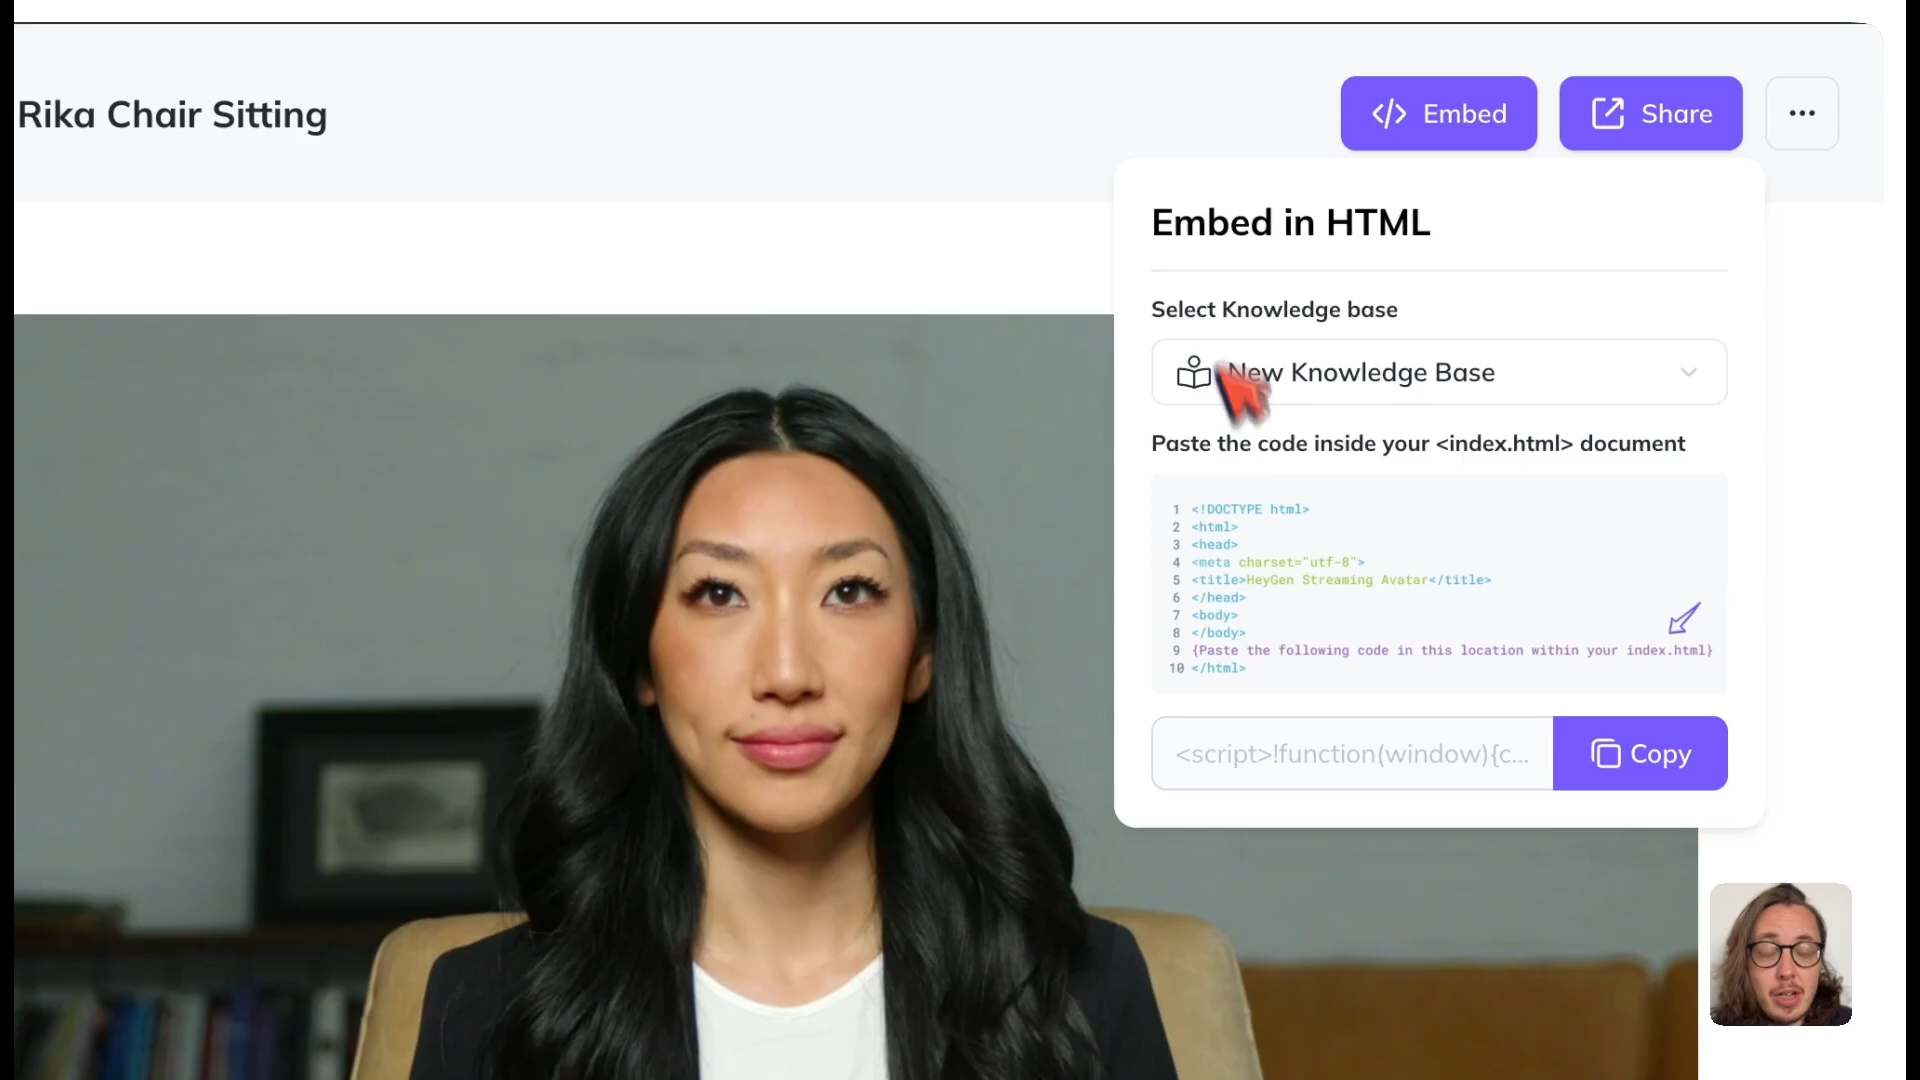 Rika Chair Sitting
Embed
Share
Embed in HTML
Select Knowledge base
New Knowledge Base
Paste the code inside your <index.html> document
1 <!DOCTYPE html>
2 <html>
3 <head>
4 <meta charset="utf-8">
5 <title>HeyGen Streaming Avatar</title>
6 </head>
7 <body>
8 </body>
9 {Paste the following code in this location within your index.html}
10 </html>
<script>!function(window){c...
Copy